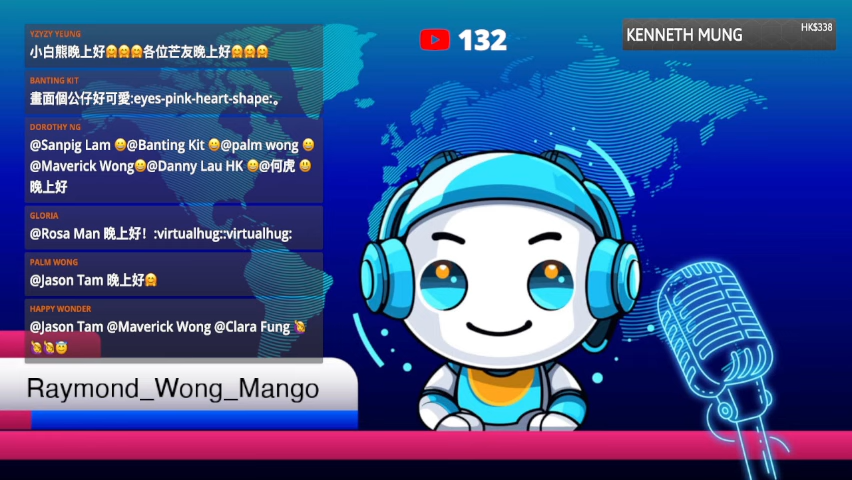 YZYZY YEUNG
小白熊晚上好🤗🤗🤗各位芒友晚上好🤗🤗🤗
BANTING KIT
畫面個公仔好可愛:eyes-pink-heart-shape:。
DOROTHY NG
@Sanpig Lam 😄@Banting Kit 😄@palm wong 😄
@Maverick Wong😄@Danny Lau HK 😄@何虎 😃
晚上好
GLORIA
@Rosa Man 晚上好！:virtualhug::virtualhug:
PALM WONG
@Jason Tam 晚上好🤗
HAPPY WONDER
@Jason Tam @Maverick Wong @Clara Fung 🙋
🙋🙋😇
132
KENNETH MUNG
HK$338
Raymond_Wong_Mango